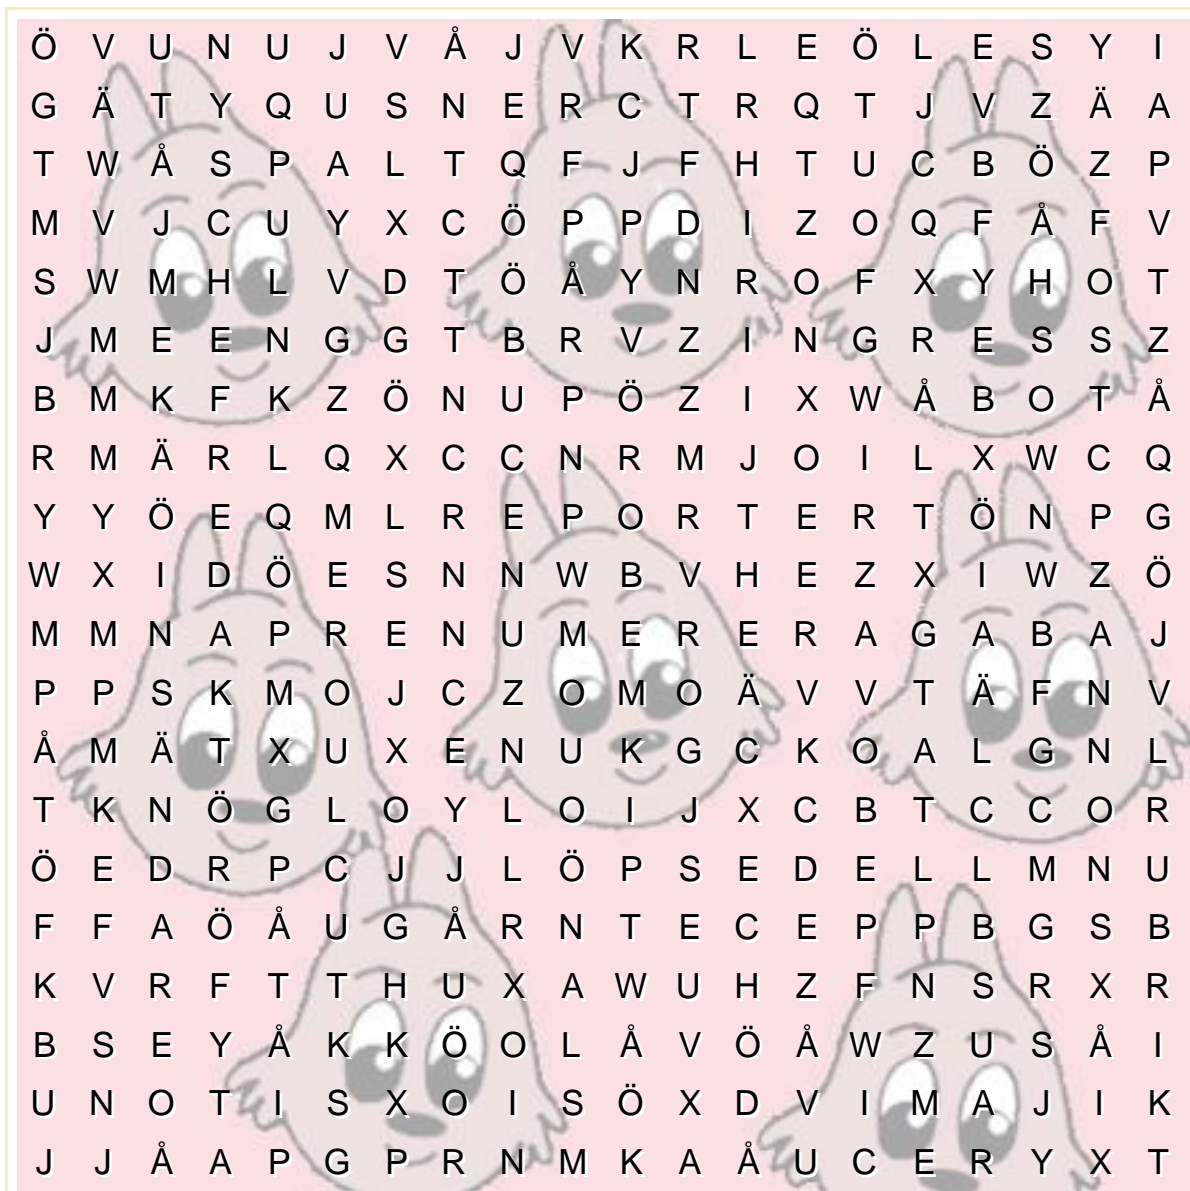 Ö V U N U J V Å J V K R L E Ö L E S Y I
G Ä T Y Q U S N E R C T R Q T J V Z Ä A
T W Å S P A L T Q F J F H T U C B Ö Z P
M V J C U Y X C Ö P P D I Z O Q F Å F V
S W M H L V D T Ö Å Y N R O F X Y H O T
J M E E N G G T B R V Z I N G R E S S Z
B M K F K Z Ö N U P Ö Z I X W Å B O T Å
R M Ä R L Q X C C N R M J O I L X W C Q
Y Y Ö E Q M L R E P O R T E R T Ö N P G
W X I D Ö E S N N W B V H E Z X I W Z Ö
M M N A P R E N U M E R E R A G A B A J
P P S K M O J C Z O M O Ä V V T Ä F N V
Å M Ä T X U X E N U K G C K O A L G N L
T K N Ö G L O Y L O I J X C B T C C O R
Ö E D R P C J J L Ö P S E D E L L M N U
F F A Ö Å U G Å R N T E C E P P B G S B
K V R F T T H U X A W U H Z F N S R X R
B S E Y Å K K Ö O L Å V Ö Å W Z U S Å I
U N O T I S X O I S Ö X D V I M A J I K
J J Å A P G P R N M K A Å U C E R Y X T